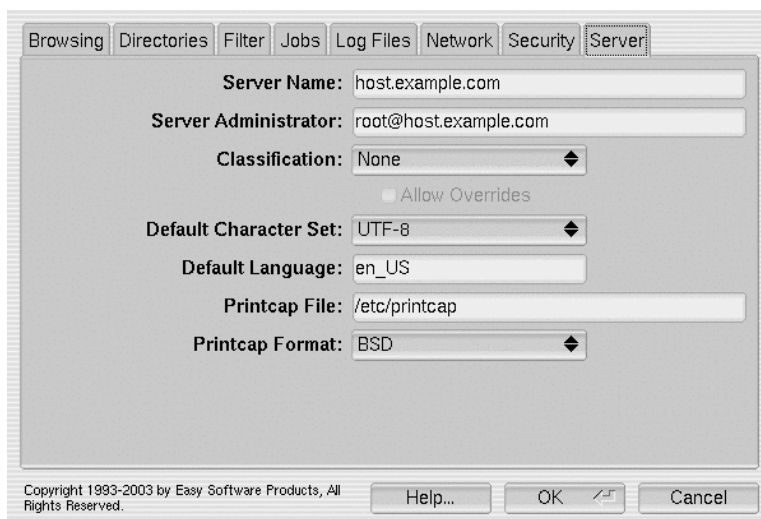 Browsing Directories Filter Jobs Log Files Network Security Server
Server Name: host.example.com
Server Administrator: root@host.example.com
Classification: None
Allow Overrides
Default Character Set: UTF-8
Default Language: en_US
Printcap File: /etc/printcap
Printcap Format: BSD
Copyright 1993-2003 by Easy Software Products, All
Rights Reserved.
Help... OK Cancel